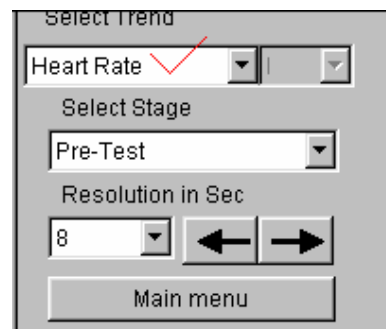 Select Trend
Heart Rate
Select Stage
Pre-Test
Resolution in Sec
8
Main menu